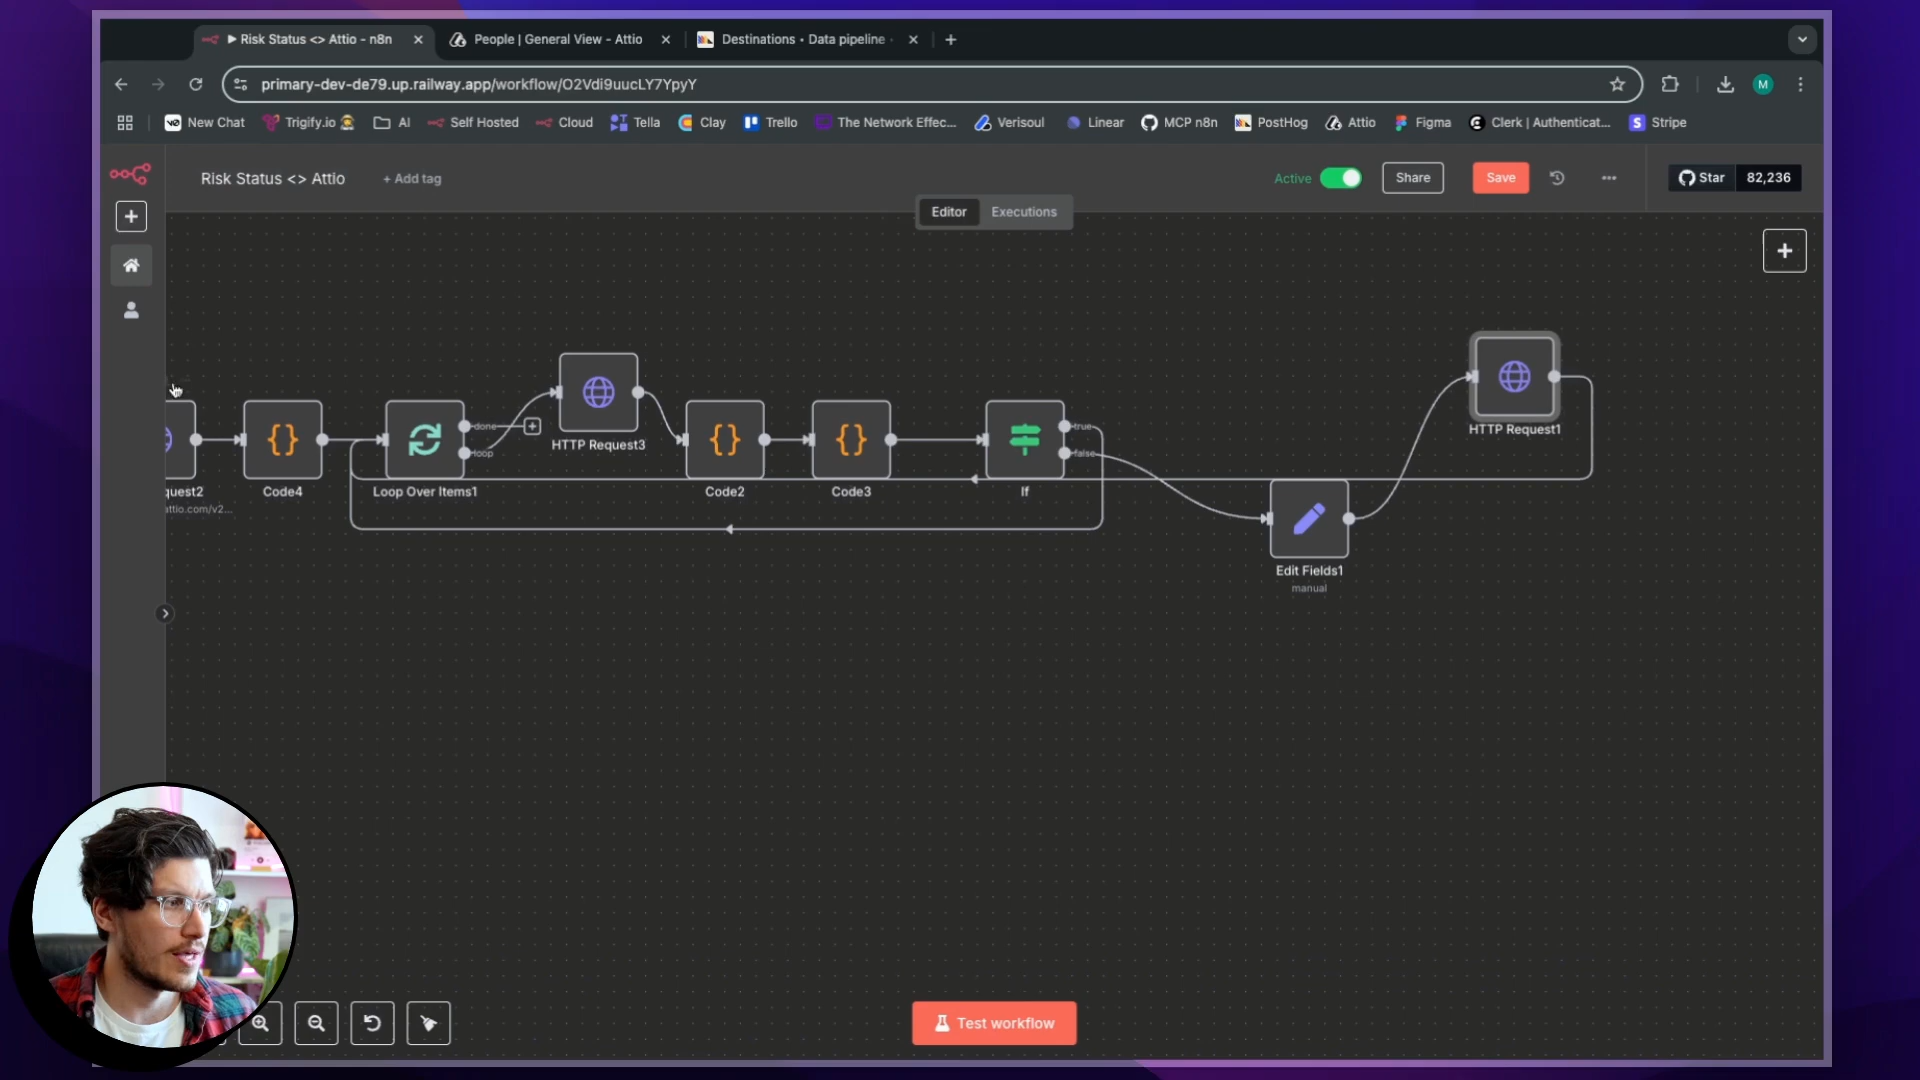 Risk Status <> Attio - n8n
People | General View - Attio
Destinations • Data pipeline
primary-dev-de79.up.railway.app/workflow/O2Vdi9uucLY7YpyY
New Chat
Trigify.io
AI
Self Hosted
Cloud
Tella
Clay
Trello
The Network Effec...
Verisoul
Linear
MCP n8n
PostHog
Attio
Figma
Clerk | Authenticat...
Stripe
M
Risk Status <> Attio
+ Add tag
Active
Share
Save
Star
82,236
Editor
Executions
quest2
attio.com/v2...
Code4
Loop Over Items1
done
loop
HTTP Request3
Code2
Code3
If
true
false
Edit Fields1
manual
HTTP Request1
Test workflow